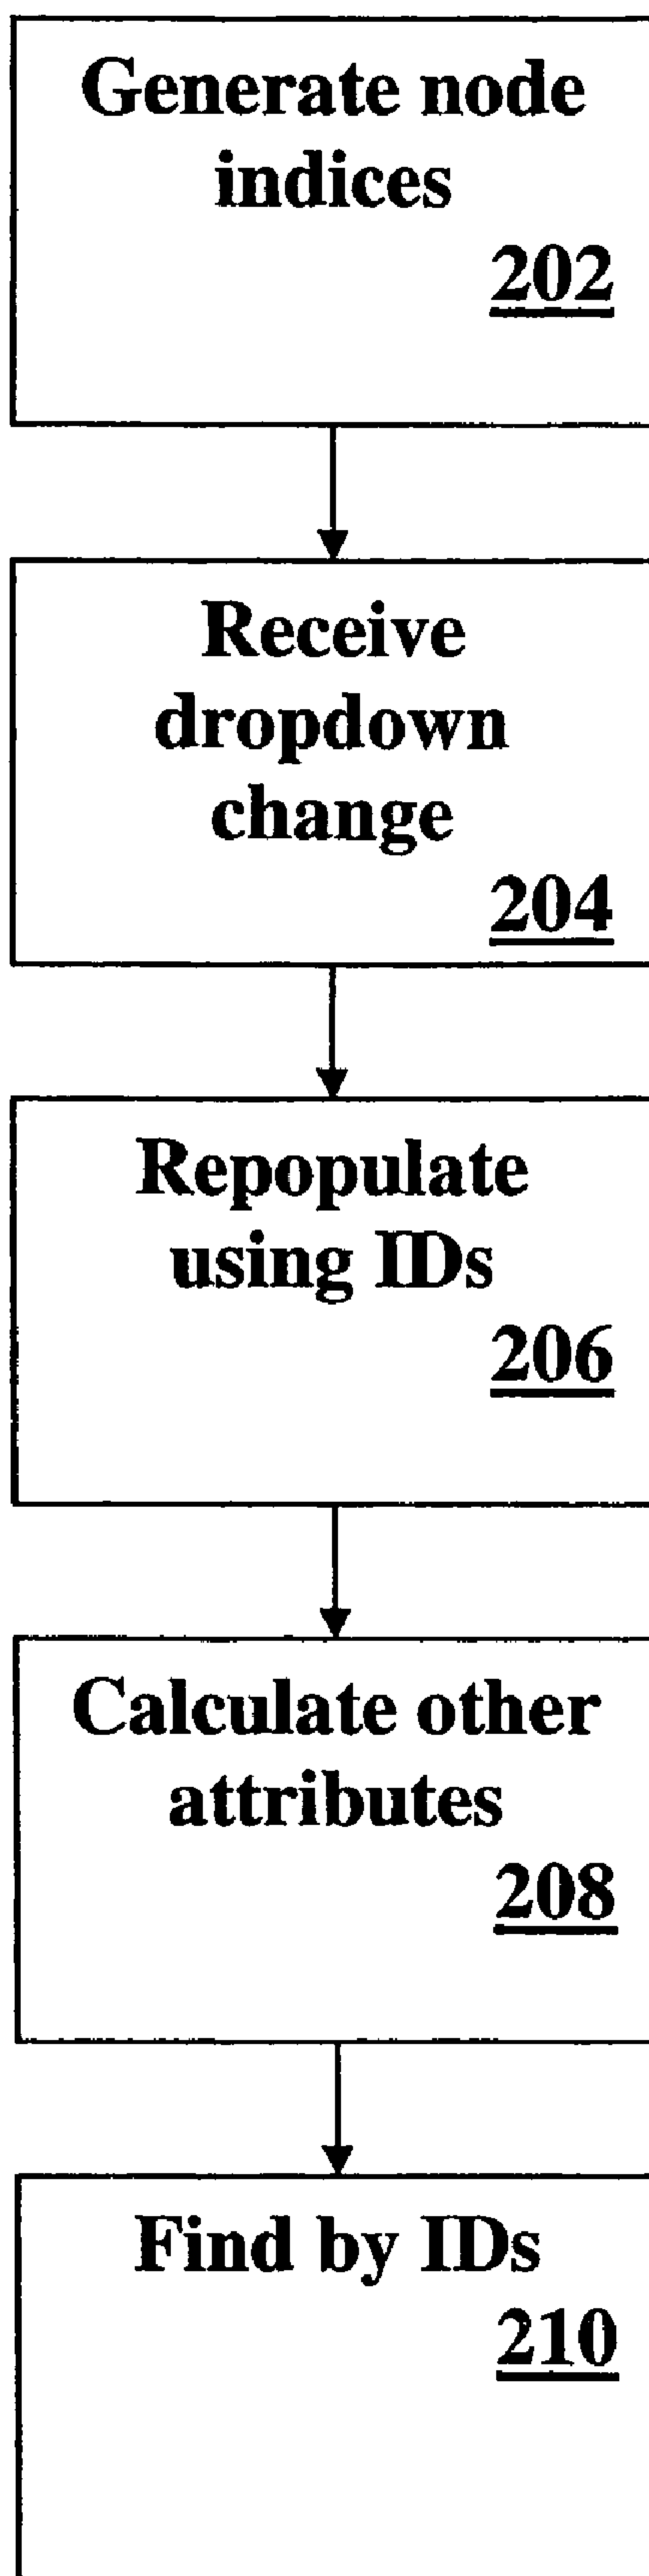 Generate node
indices
202
Receive
dropdown
change
204
Repopulate
using IDs
206
Calculate other
attributes
208
Find by IDs
210